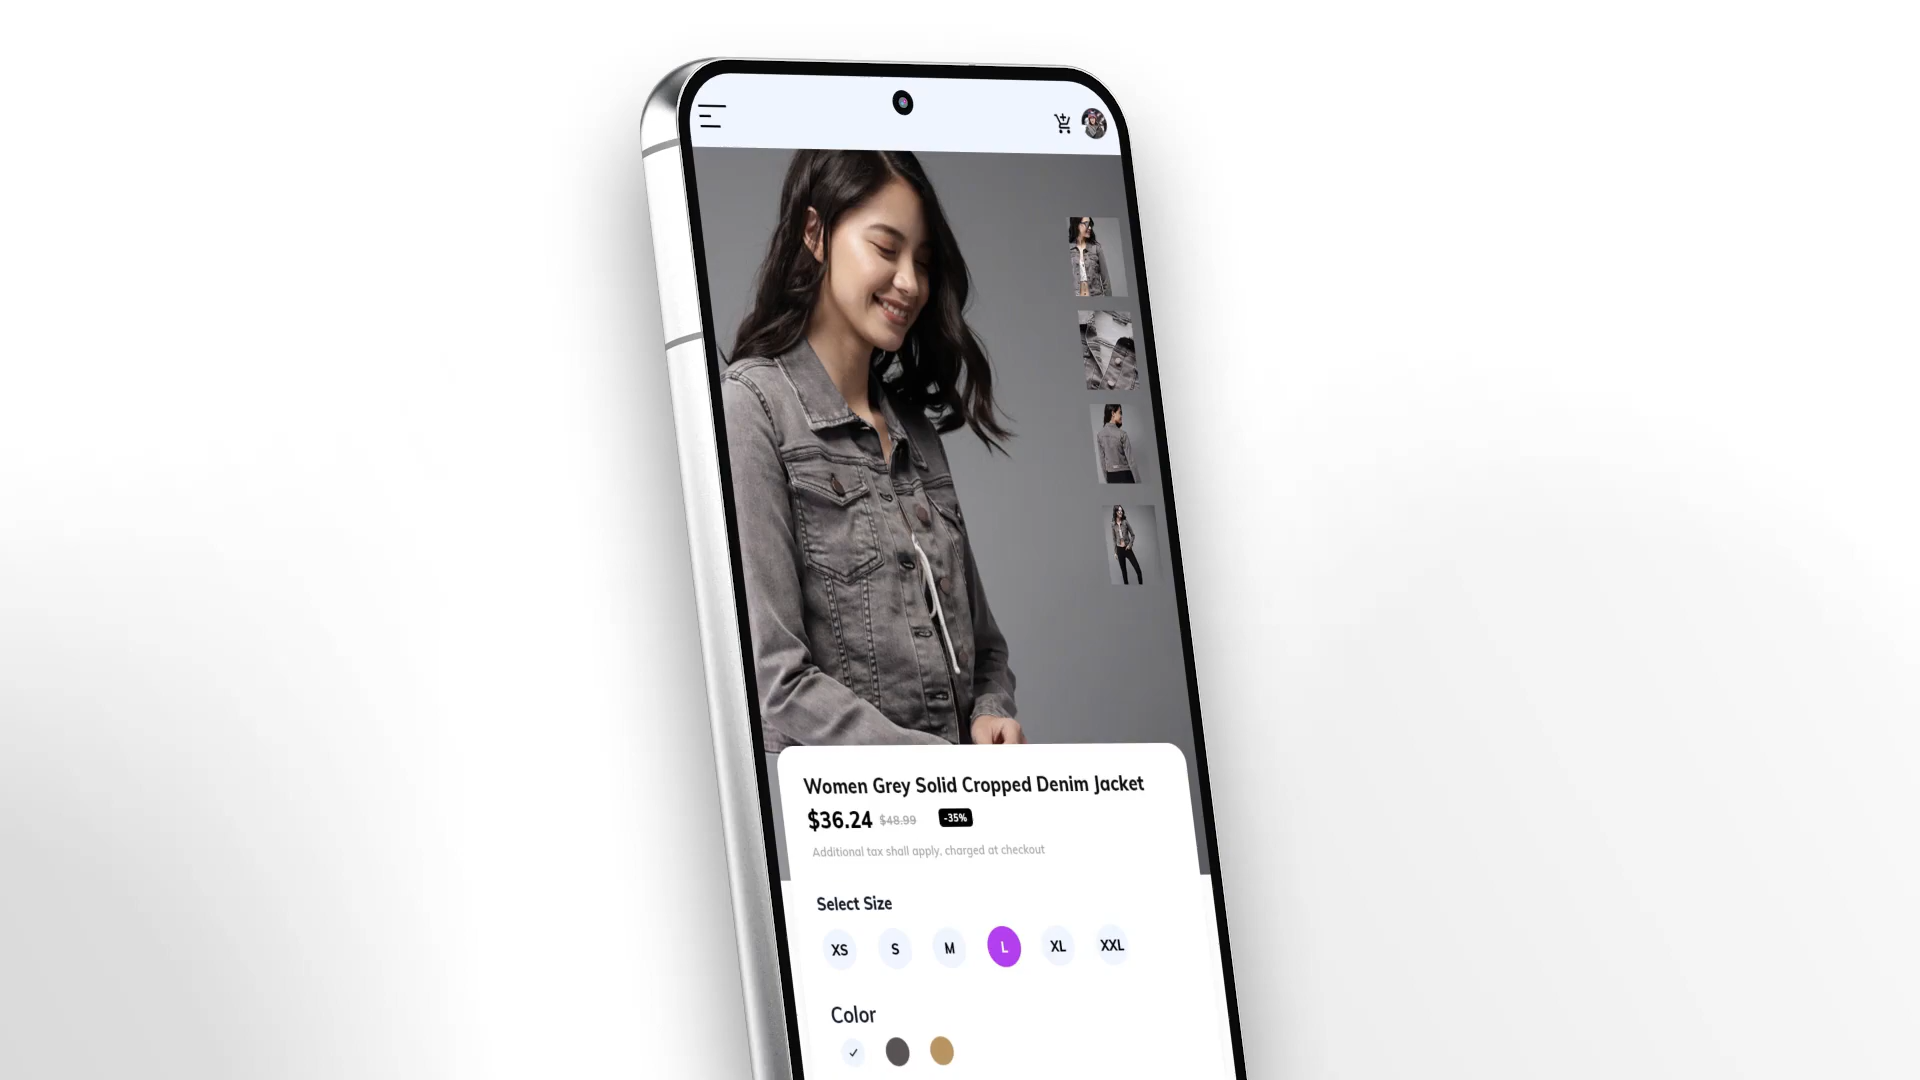 Women Grey Solid Cropped Denim Jacket
$36.24 $48.99 -35%
Additional tax shall apply, charged at checkout
Select Size
XS S M L XL XXL
Color